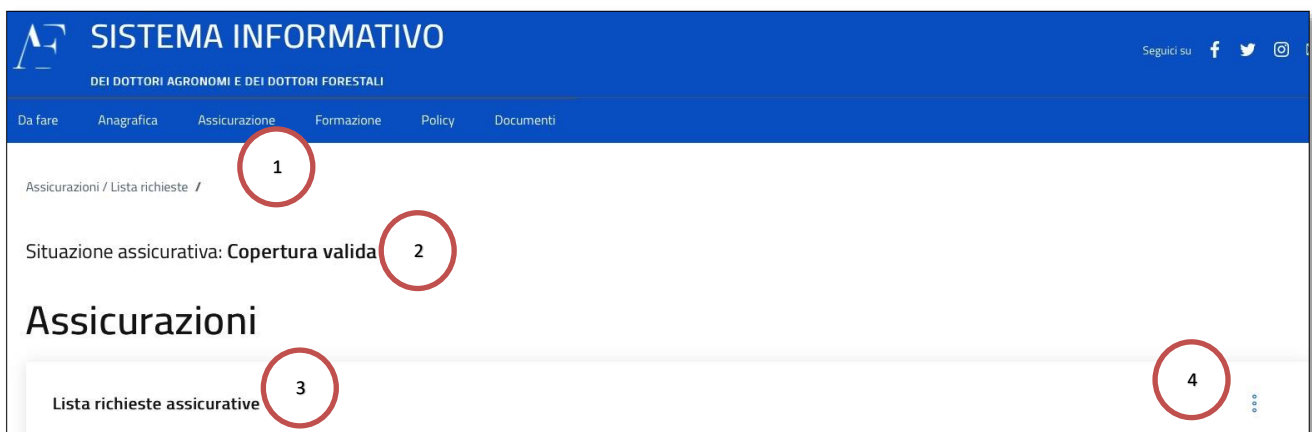 SISTEMA INFORMATIVO
DEI DOTTORI AGRONOMI E DEI DOTTORI FORESTALI
Seguici su
Da fare Anagrafica Assicurazione Formazione Policy Documenti
1
Assicurazioni / Lista richieste /
Situazione assicurativa: Copertura valida 2
Assicurazioni
3
4
Lista richieste assicurative